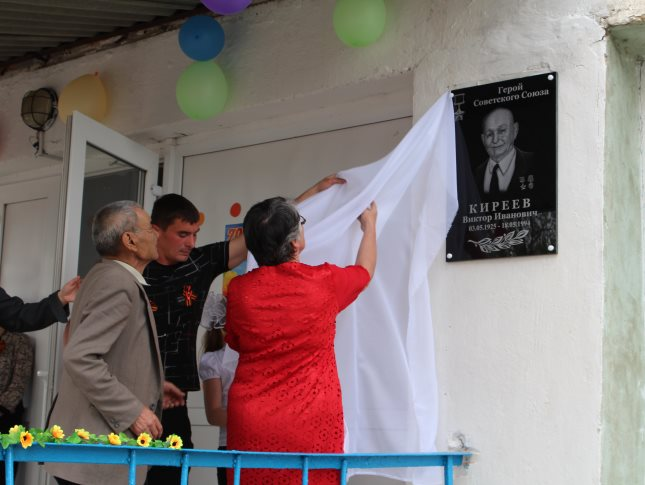 Герой
Советского Союза
КИРЕЕВ
Виктор Иванович
03.05.1925 - 18.05.1994